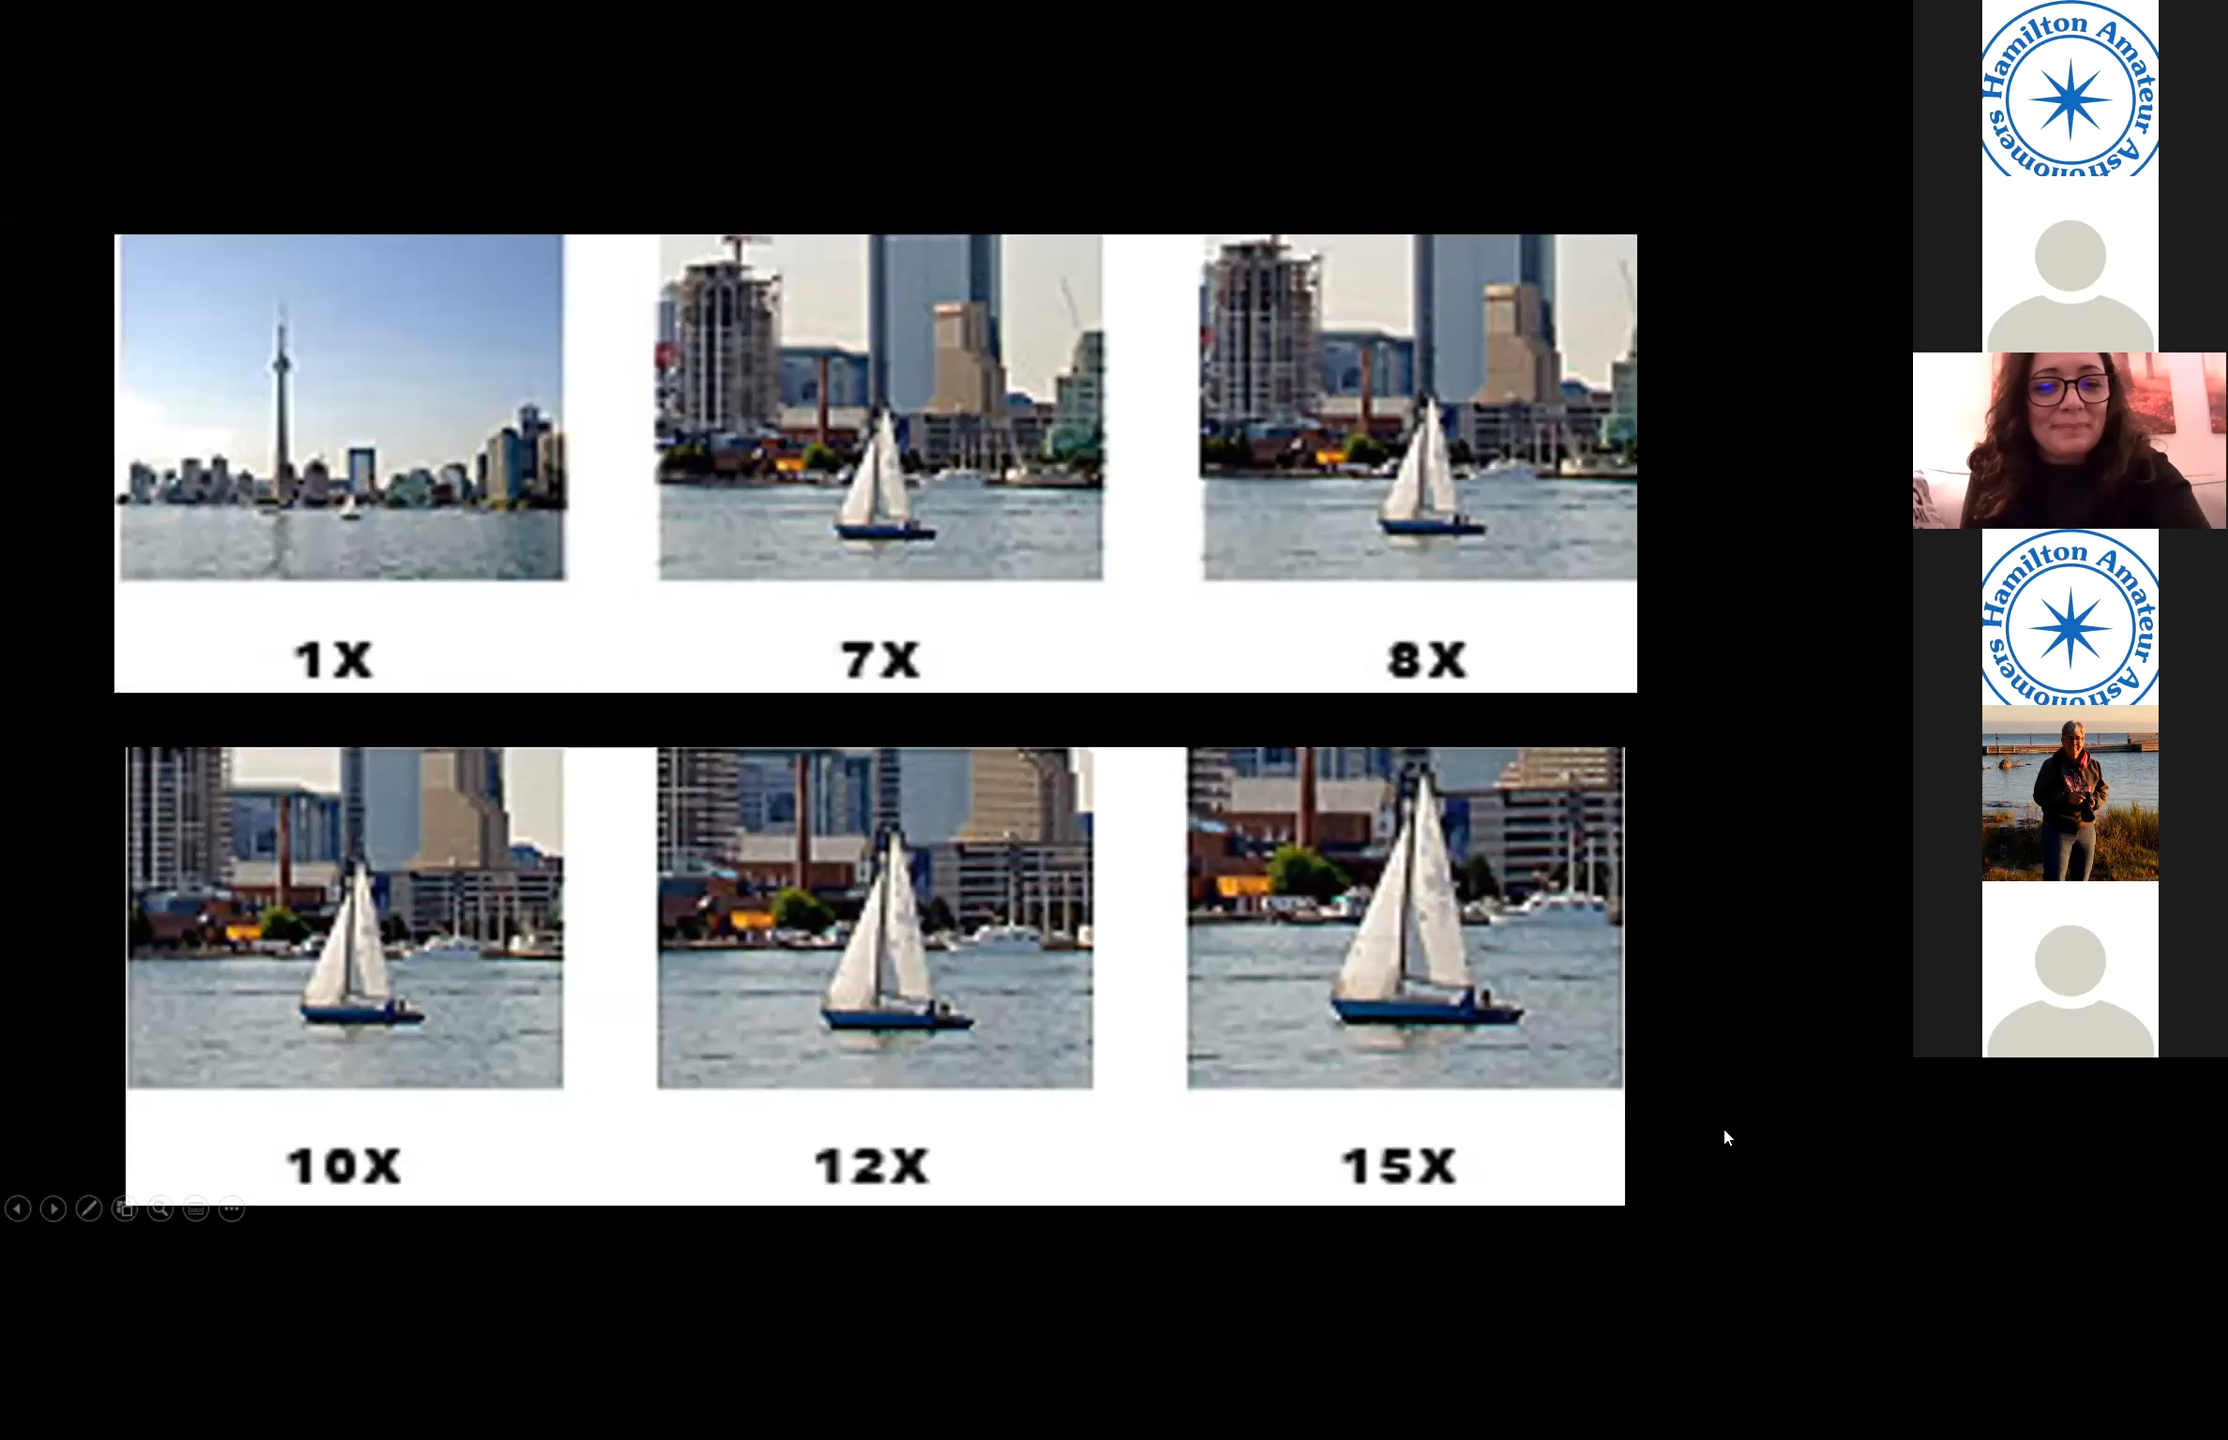 1X 7X 8X
10X 12X 15X
Hamilton Amateur Astronomers
Hamilton Amateur Astronomers